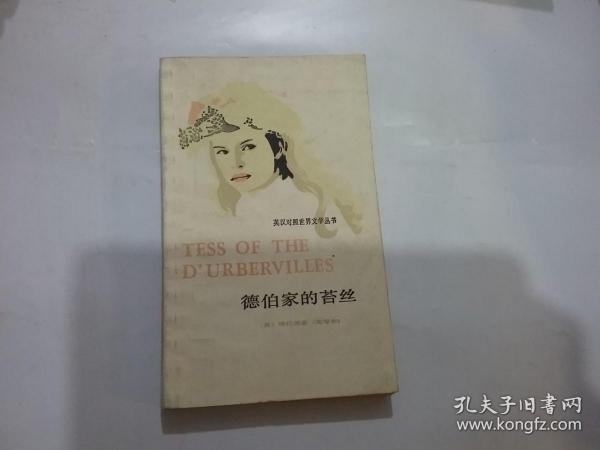 英汉对照世界文学丛书
TESS OF THE
D'URBERVILLES
德伯家的苔丝
孔夫子旧書网
www.kongfz.com